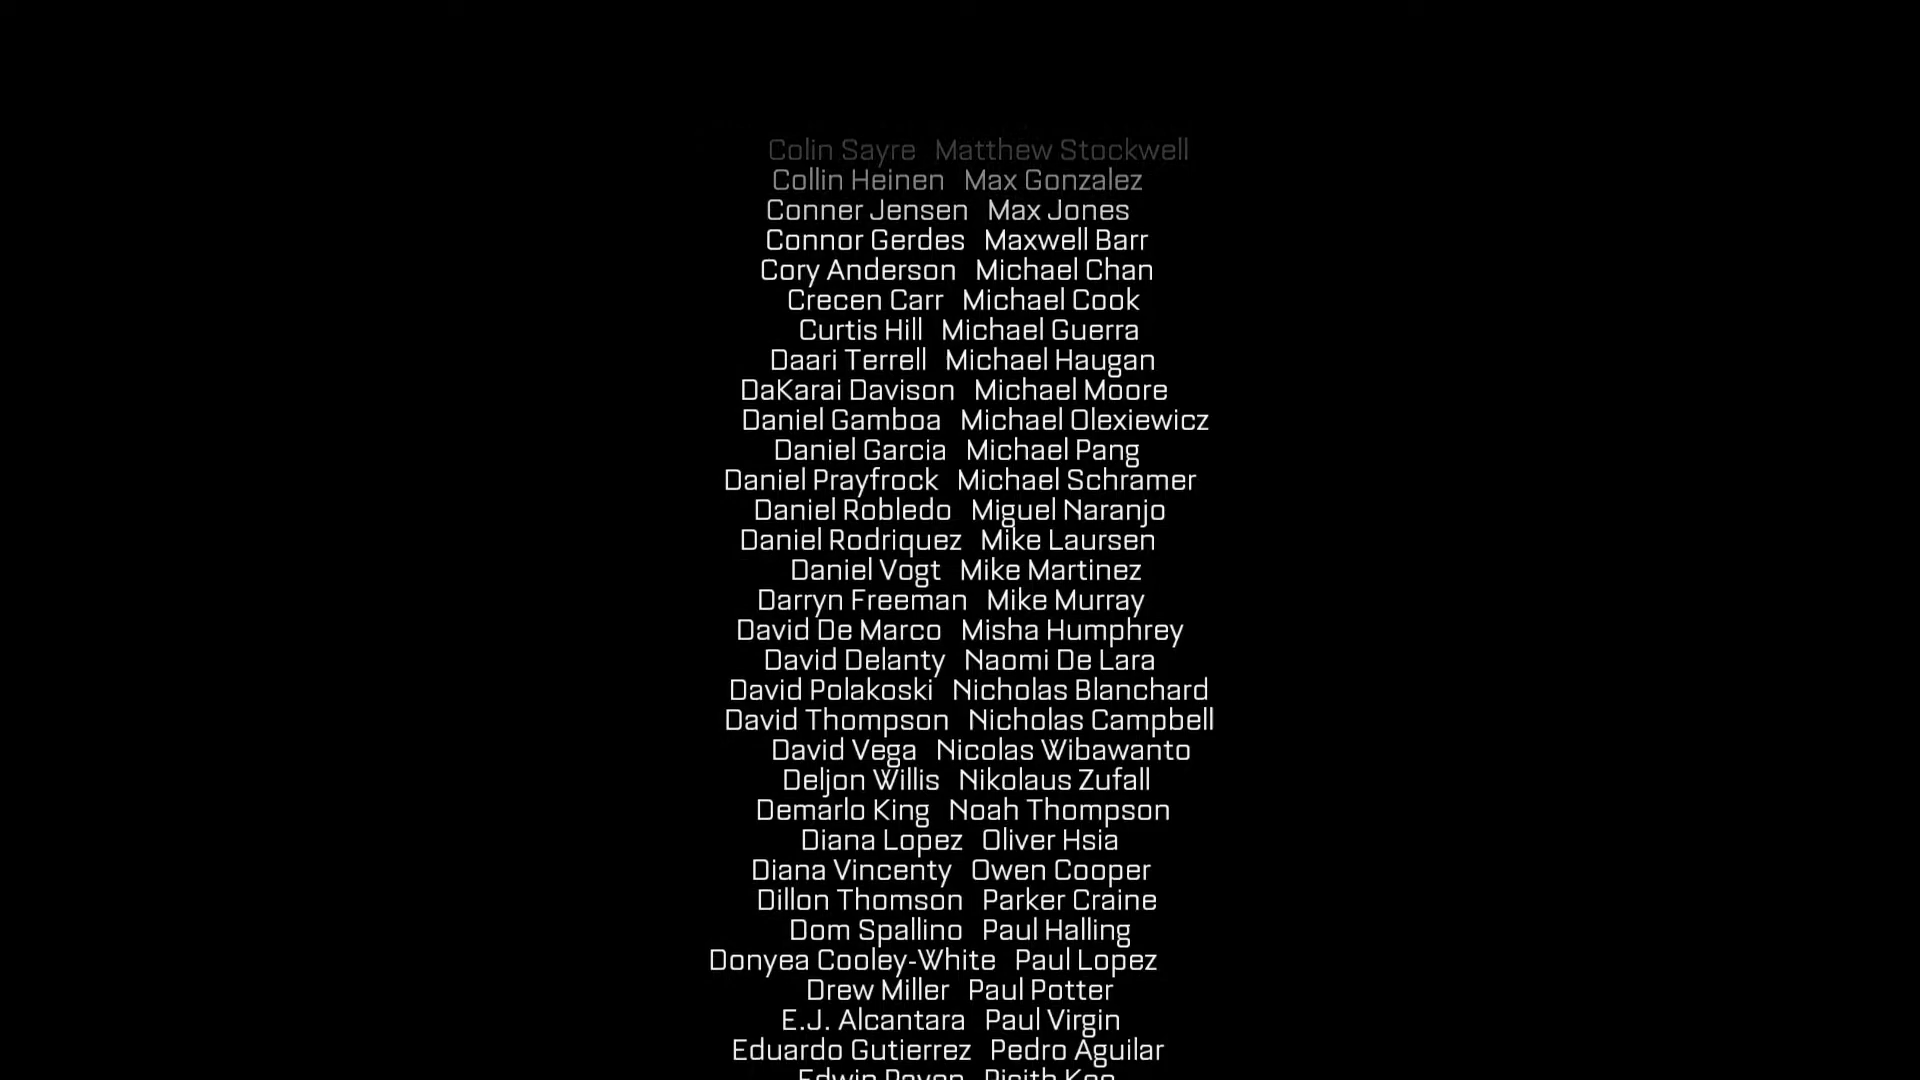 Colin Sayre Matthew Stockwell
Collin Heinen Max Gonzalez
Conner Jensen Max Jones
Connor Gerdes Maxwell Barr
Cory Anderson Michael Chan
Crecen Carr Michael Cook
Curtis Hill Michael Guerra
Daari Terrell Michael Haugan
DaKarai Davison Michael Moore
Daniel Gamboa Michael Olexiewicz
Daniel Garcia Michael Pang
Daniel Prayfrock Michael Schramer
Daniel Robledo Miguel Naranjo
Daniel Rodriquez Mike Laursen
Daniel Vogt Mike Martinez
Darryn Freeman Mike Murray
David De Marco Misha Humphrey
David Delanty Naomi De Lara
David Polakoski Nicholas Blanchard
David Thompson Nicholas Campbell
David Vega Nicolas Wibawanto
Deljon Willis Nikolaus Zufall
Demarlo King Noah Thompson
Diana Lopez Oliver Hsia
Diana Vincenty Owen Cooper
Dillon Thomson Parker Craine
Dom Spallino Paul Halling
Donyea Cooley-White Paul Lopez
Drew Miller Paul Potter
E.J. Alcantara Paul Virgin
Eduardo Gutierrez Pedro Aguilar
Edwin